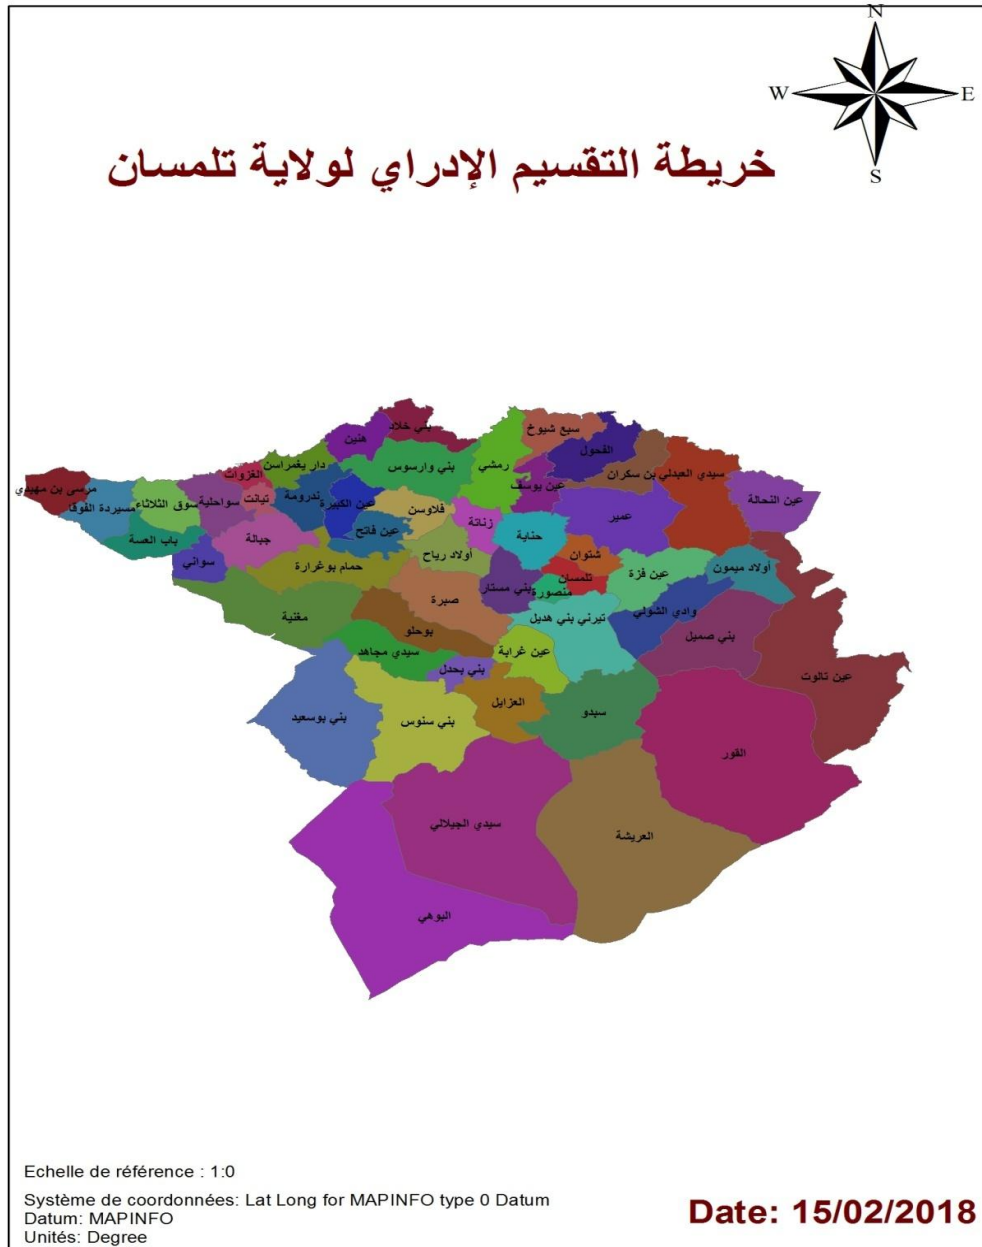 N
W
E
S
خريطة التقسيم الإدراي لولاية تلمسان
بني خلاد
هنين
سبع شيوخ
الفحول
دار يغمراسن
بني وارسوس
رمشي
سيدي العبدلي
بن سكران
الغزوات
مرسى بن مهيدي
عين يوسف
عين النحالة
تيانت
ندرومة
عين الكبيرة
سواحلية
سوق الثلاثاء
مسيردة الفوقا
فلاوسن
زناتة
عمير
عين فاتح
حناية
باب العسة
جبالة
أولاد رياح
شتوان
سواني
حمام بوغرارة
عين فزة
أولاد ميمون
تلمسان
بني مستار
منصورة
صبرة
وادي الشولي
مغنية
تيرني بني هديل
بوحلو
بني صميل
سيدي مجاهد
عين غرابة
بني بحدل
عين تالوت
العزايل
سبدو
بني بوسعيد
بني سنوس
القور
سيدي الجيلالي
العريشة
البوهي
Echelle de référence : 1:0
Système de coordonnées: Lat Long for MAPINFO type 0 Datum
Datum: MAPINFO
Unités: Degree
Date: 15/02/2018